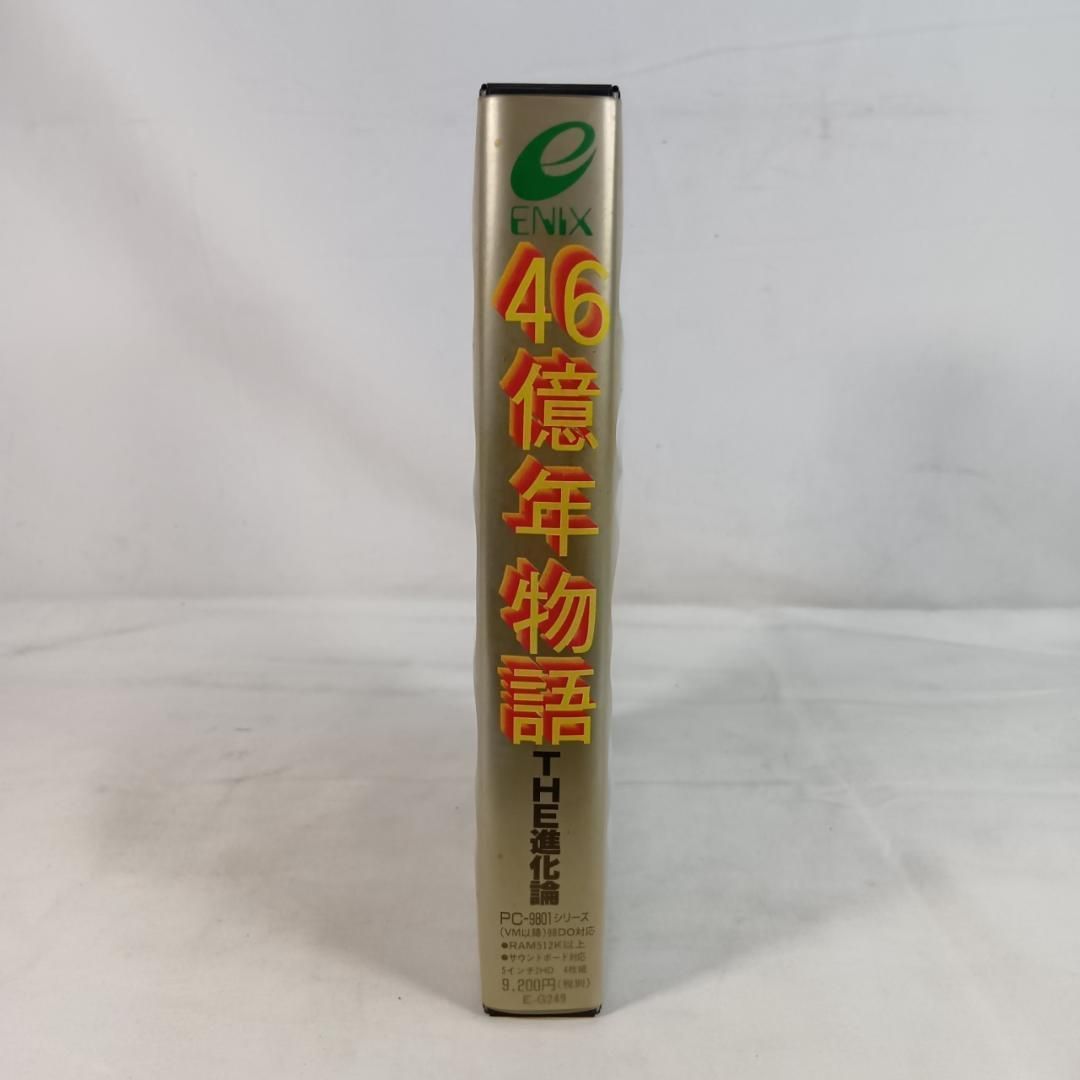 e
ENIX
46億年物語
THE進化論
PC-9801シリーズ
(VM以降)98DO対応
●RAM512K以上
●サウンドボード対応
5インチ2HD 4枚組
9,200円(税別)
E-G249